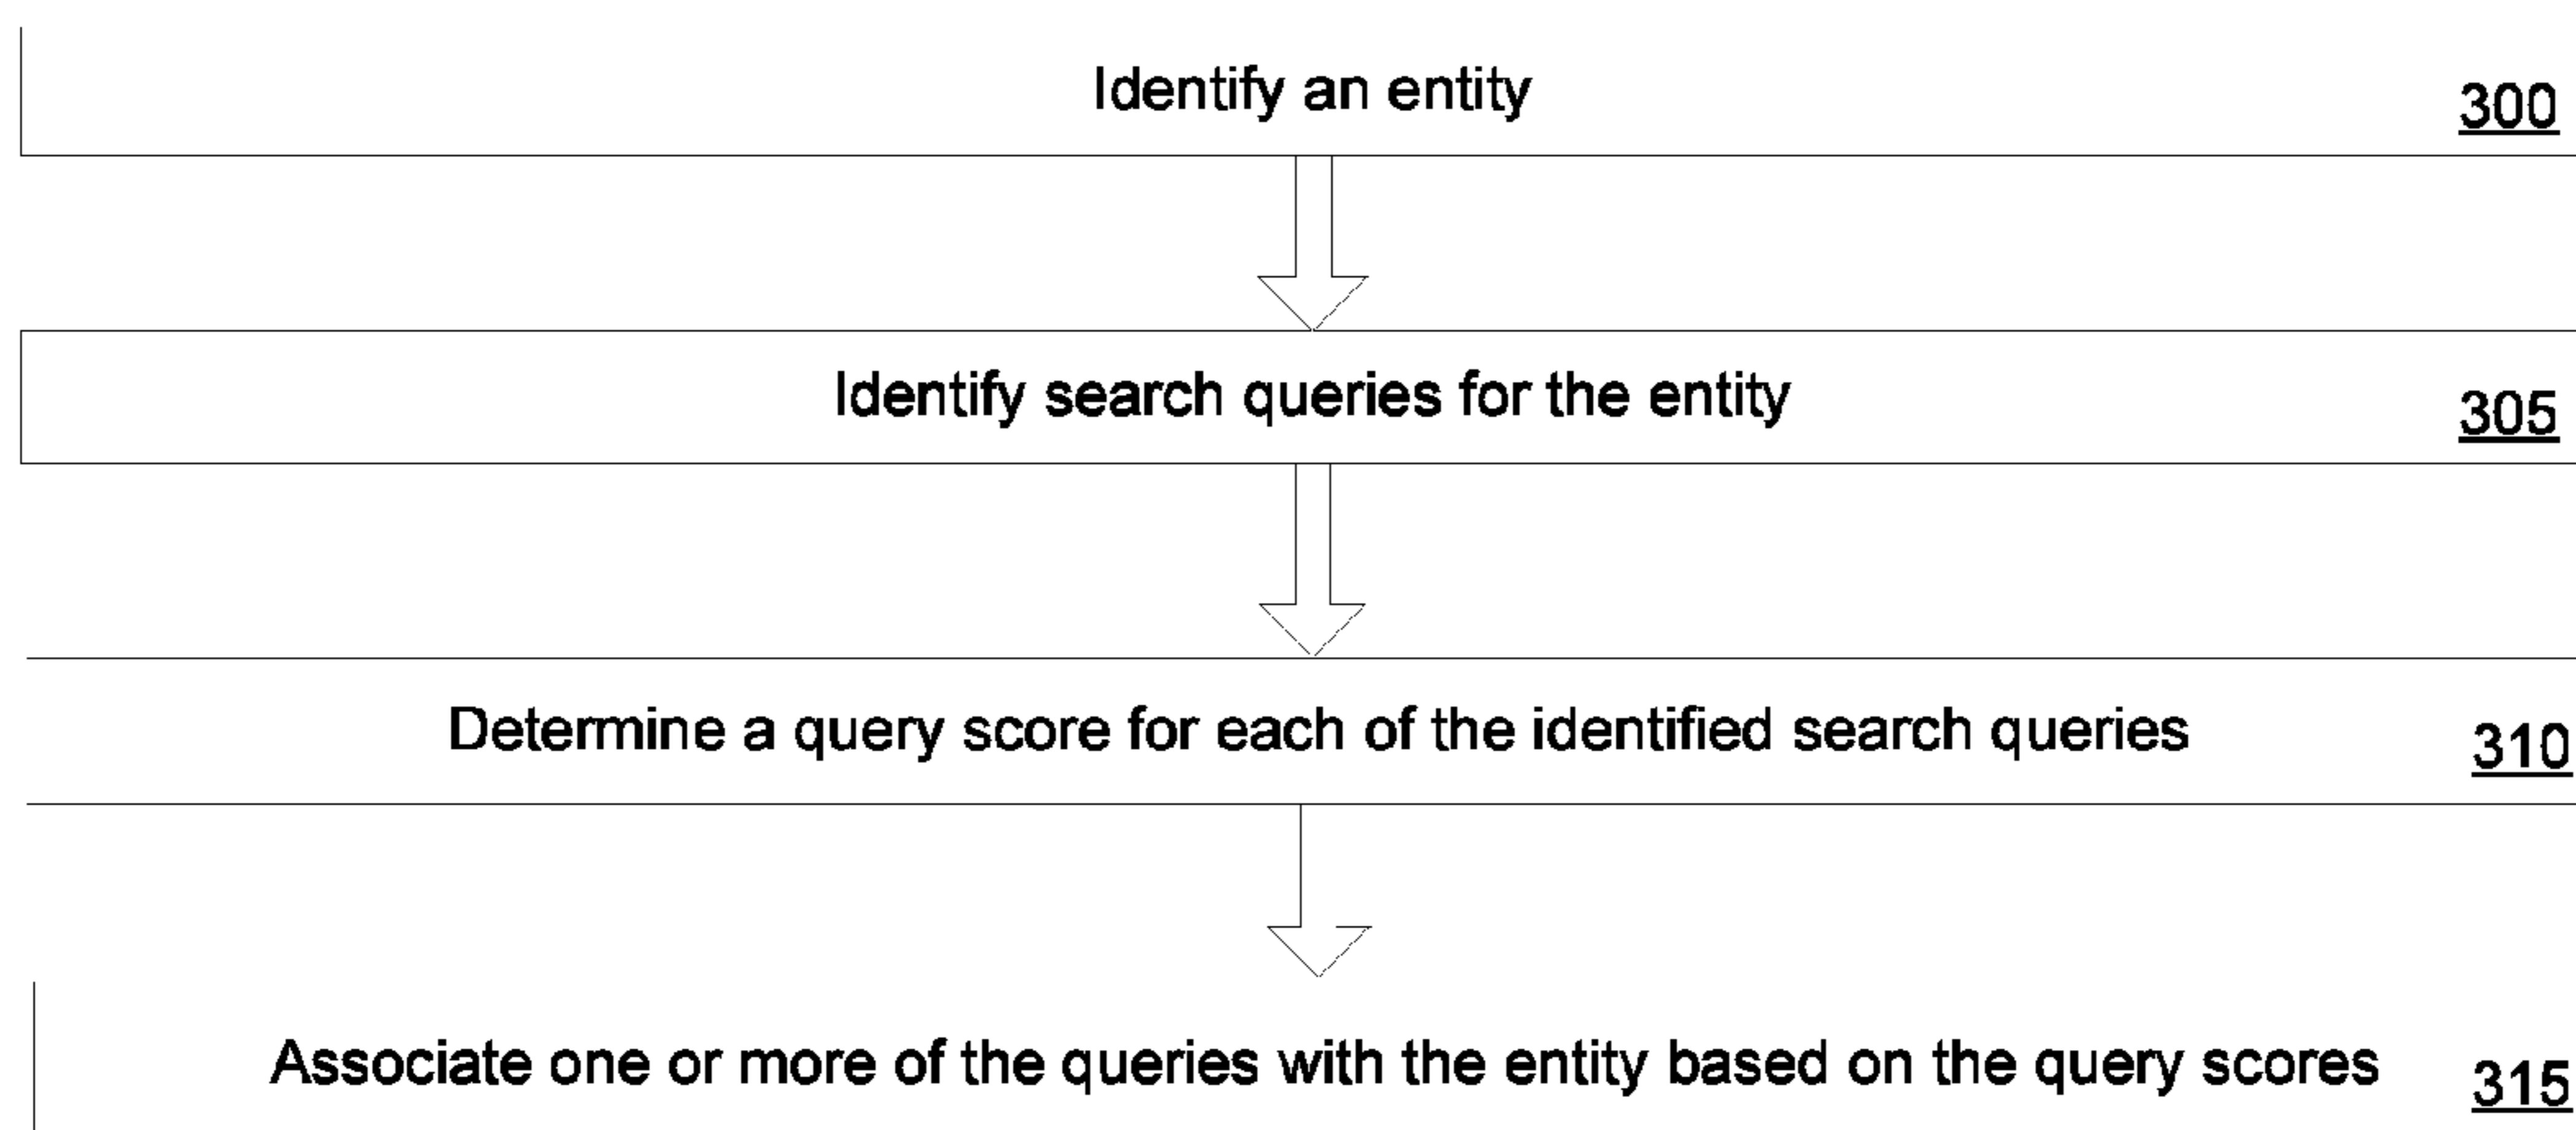 Identify an entity 300
Identify search queries for the entity 305
Determine a query score for each of the identified search queries 310
Associate one or more of the queries with the entity based on the query scores 315